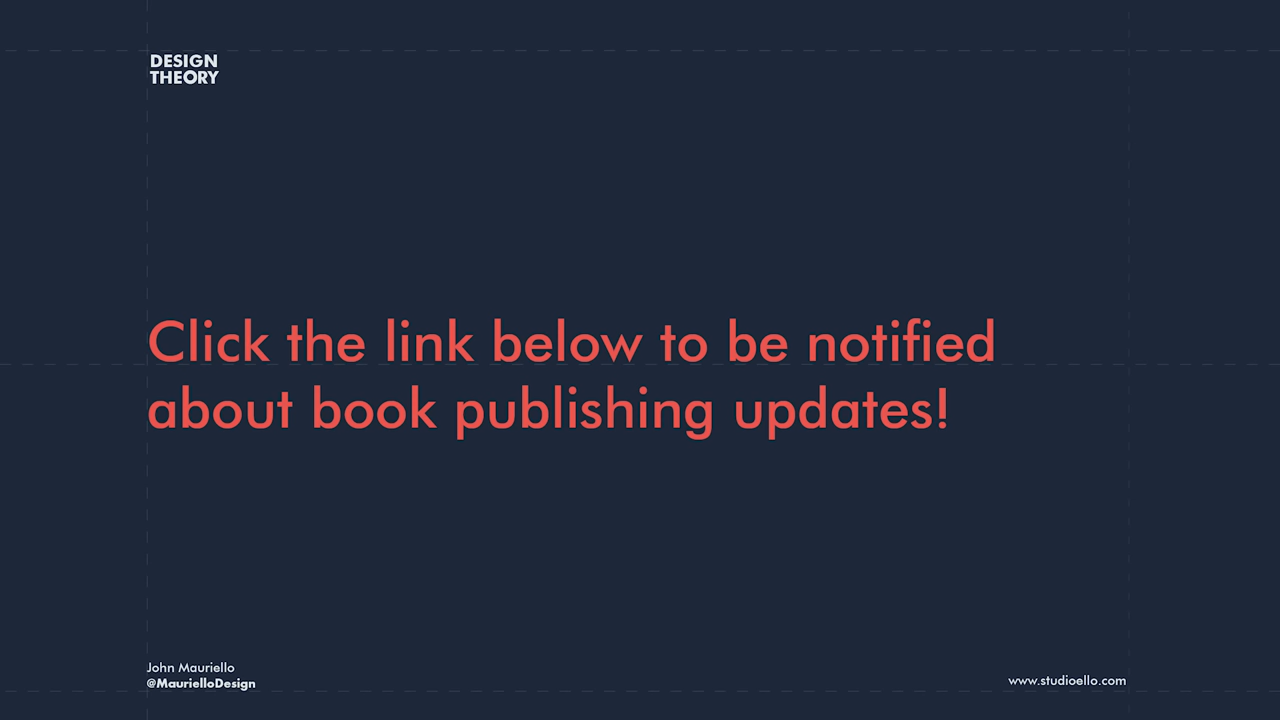 DESIGN
THEORY
Click the link below to be notified
about book publishing updates!
John Mauriello
@MaurielloDesign
www.studioello.com